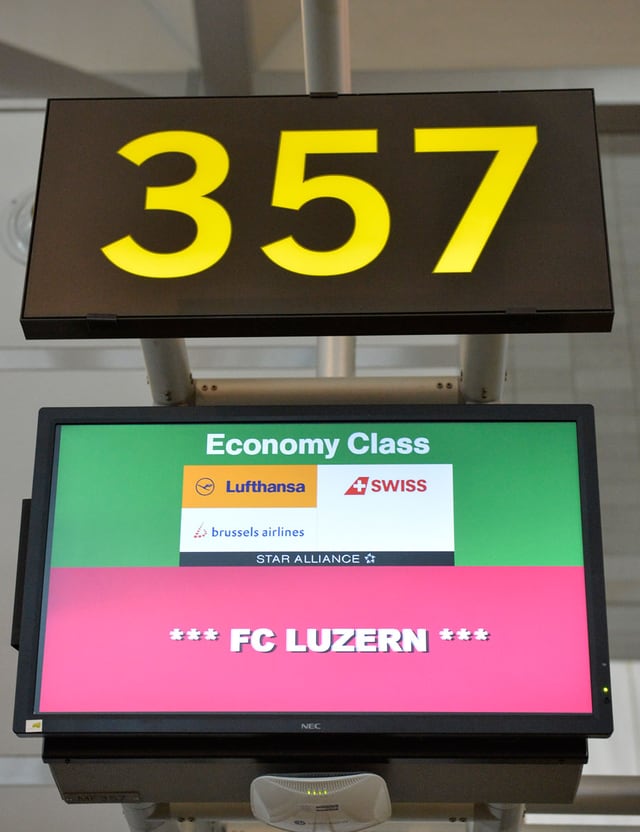 357
Economy Class
Lufthansa
SWISS
brussels airlines
STAR ALLIANCE
*** FC LUZERN ***
NEC